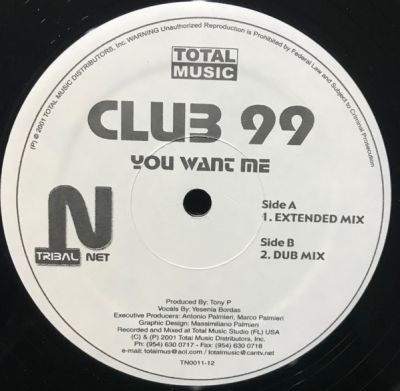 (P) © 2001 TOTAL MUSIC DISTRIBUTORS, Inc. WARNING Unauthorized Reproduction is Prohibited by Federal Law and Subject to Criminal Prosecution
TOTAL
MUSIC
CLUB 99
YOU WANT ME
N
TRIBAL NET
Side A
1. EXTENDED MIX
Side B
2. DUB MIX
Produced By: Tony P
Vocals By: Yesenia Bordas
Executive Producers: Antonio Palmieri, Marco Palmieri
Graphic Design: Massimiliano Palmieri
Recorded and Mixed at Total Music Studio (FL) USA
(C) & (P) 2001 Total Music Distributors, Inc.
Ph: (954) 630 0717 - Fx: (954) 630 0718
e-mail: totalmus@aol.com / totalmusic@cantv.net
TN0011-12